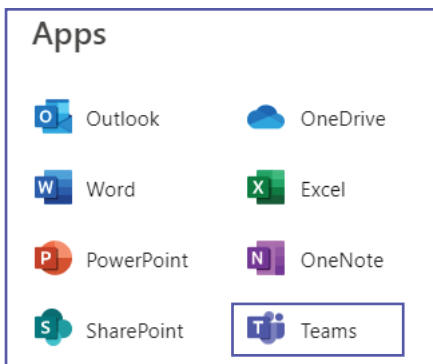 Apps
Outlook OneDrive
Word Excel
PowerPoint OneNote
SharePoint Teams